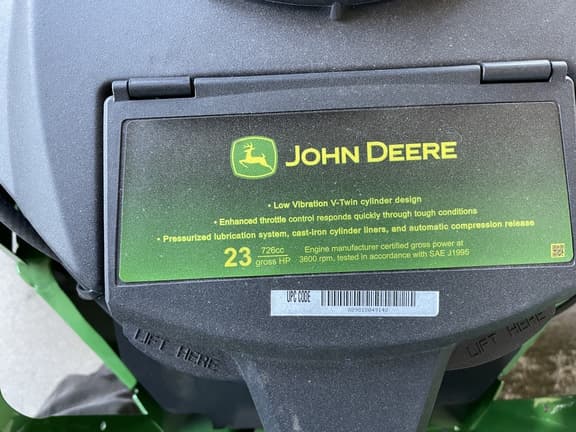 JOHN DEERE
• Low Vibration V-Twin cylinder design
• Enhanced throttle control responds quickly through tough conditions
• Pressurized lubrication system, cast-iron cylinder liners, and automatic compression release
23 726cc gross HP
Engine manufacturer certified gross power at
3600 rpm, tested in accordance with SAE J1995
UPC CODE
LIFT HERE
LIFT HERE